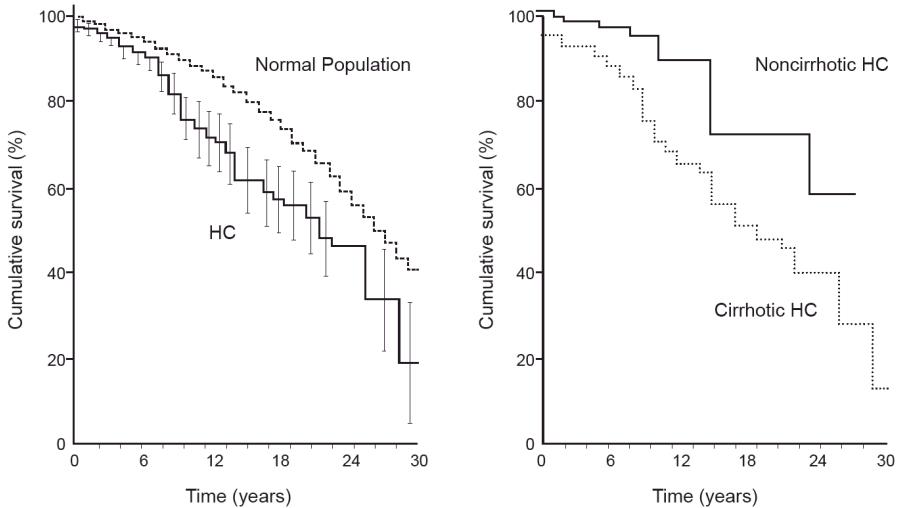 100
80
60
40
20
0
Cumulative survival (%)
Normal Population
HC
0 6 12 18 24 30
Time (years)
100
80
60
40
20
0
Cumulative survival (%)
Noncirrhotic HC
Cirrhotic HC
0 6 12 18 24 30
Time (years)